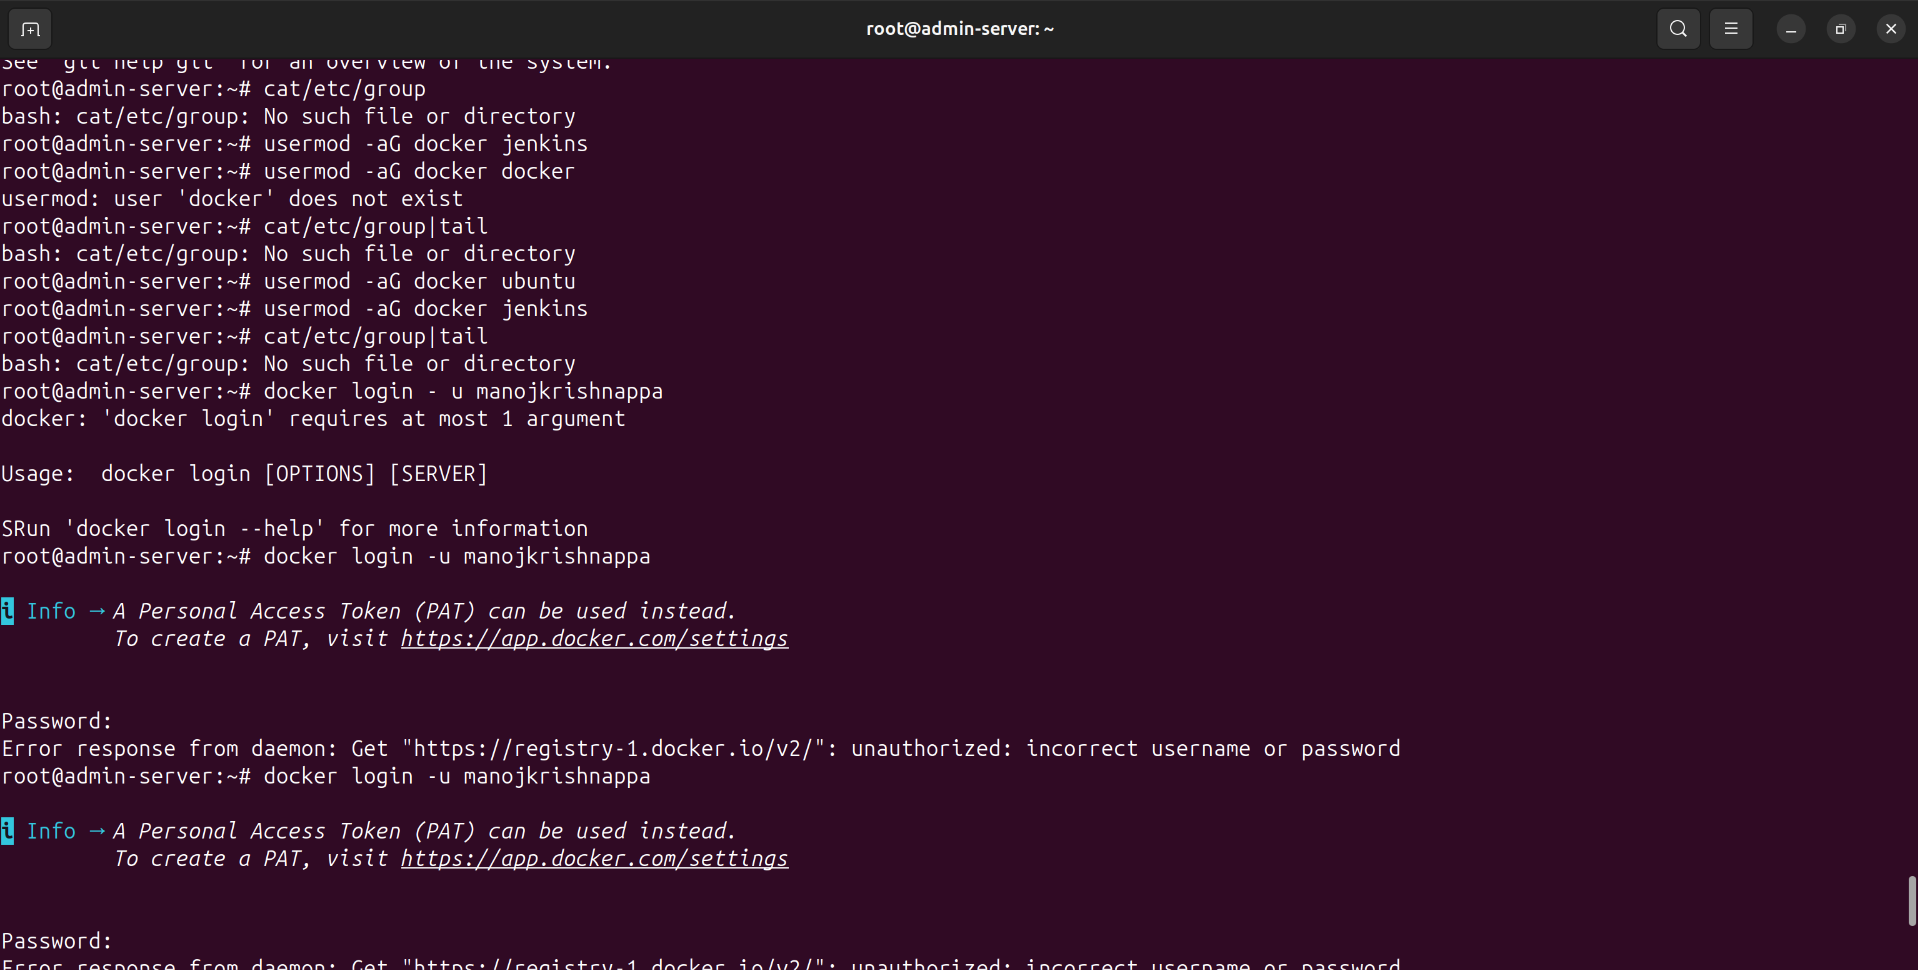 root@admin-server: ~
See 'git help git' for an overview of the system.
root@admin-server:~# cat/etc/group
bash: cat/etc/group: No such file or directory
root@admin-server:~# usermod -aG docker jenkins
root@admin-server:~# usermod -aG docker docker
usermod: user 'docker' does not exist
root@admin-server:~# cat/etc/group|tail
bash: cat/etc/group: No such file or directory
root@admin-server:~# usermod -aG docker ubuntu
root@admin-server:~# usermod -aG docker jenkins
root@admin-server:~# cat/etc/group|tail
bash: cat/etc/group: No such file or directory
root@admin-server:~# docker login - u manojkrishnappa
docker: 'docker login' requires at most 1 argument
Usage:  docker login [OPTIONS] [SERVER]
SRun 'docker login --help' for more information
root@admin-server:~# docker login -u manojkrishnappa
i Info → A Personal Access Token (PAT) can be used instead.
To create a PAT, visit https://app.docker.com/settings
Password:
Error response from daemon: Get "https://registry-1.docker.io/v2/": unauthorized: incorrect username or password
root@admin-server:~# docker login -u manojkrishnappa
i Info → A Personal Access Token (PAT) can be used instead.
To create a PAT, visit https://app.docker.com/settings
Password:
Error response from daemon: Get "https://registry-1.docker.io/v2/": unauthorized: incorrect username or password